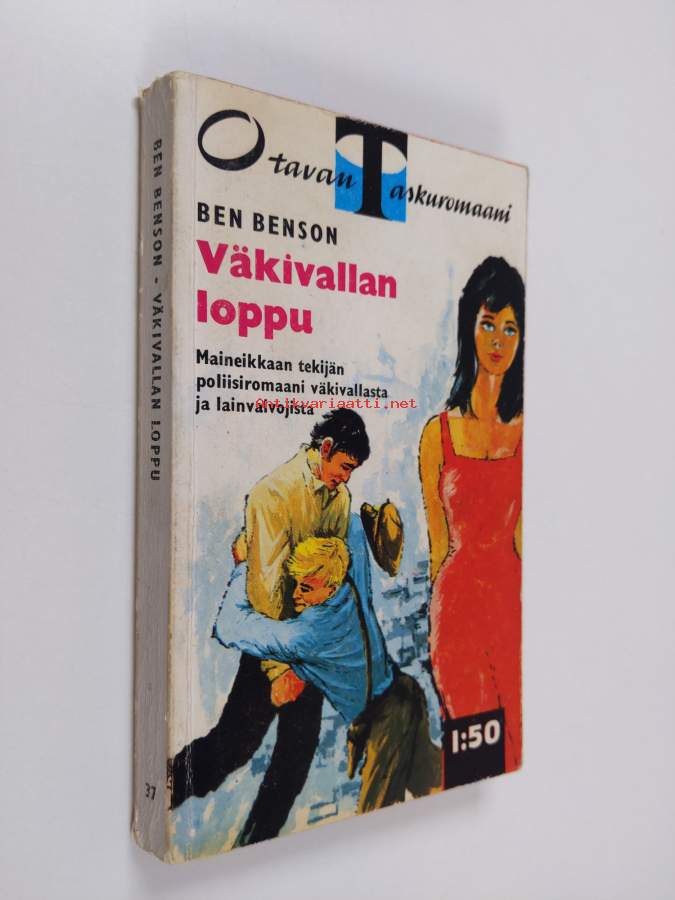 Otavan Taskuromaani
BEN BENSON
Väkivallan
loppu
Maineikkaan tekijän
poliisiromaani väkivallasta
ja lainvalvojista
Antikvariaatti.net
1:50
BEN BENSON - VÄKIVALLAN LOPPU
37